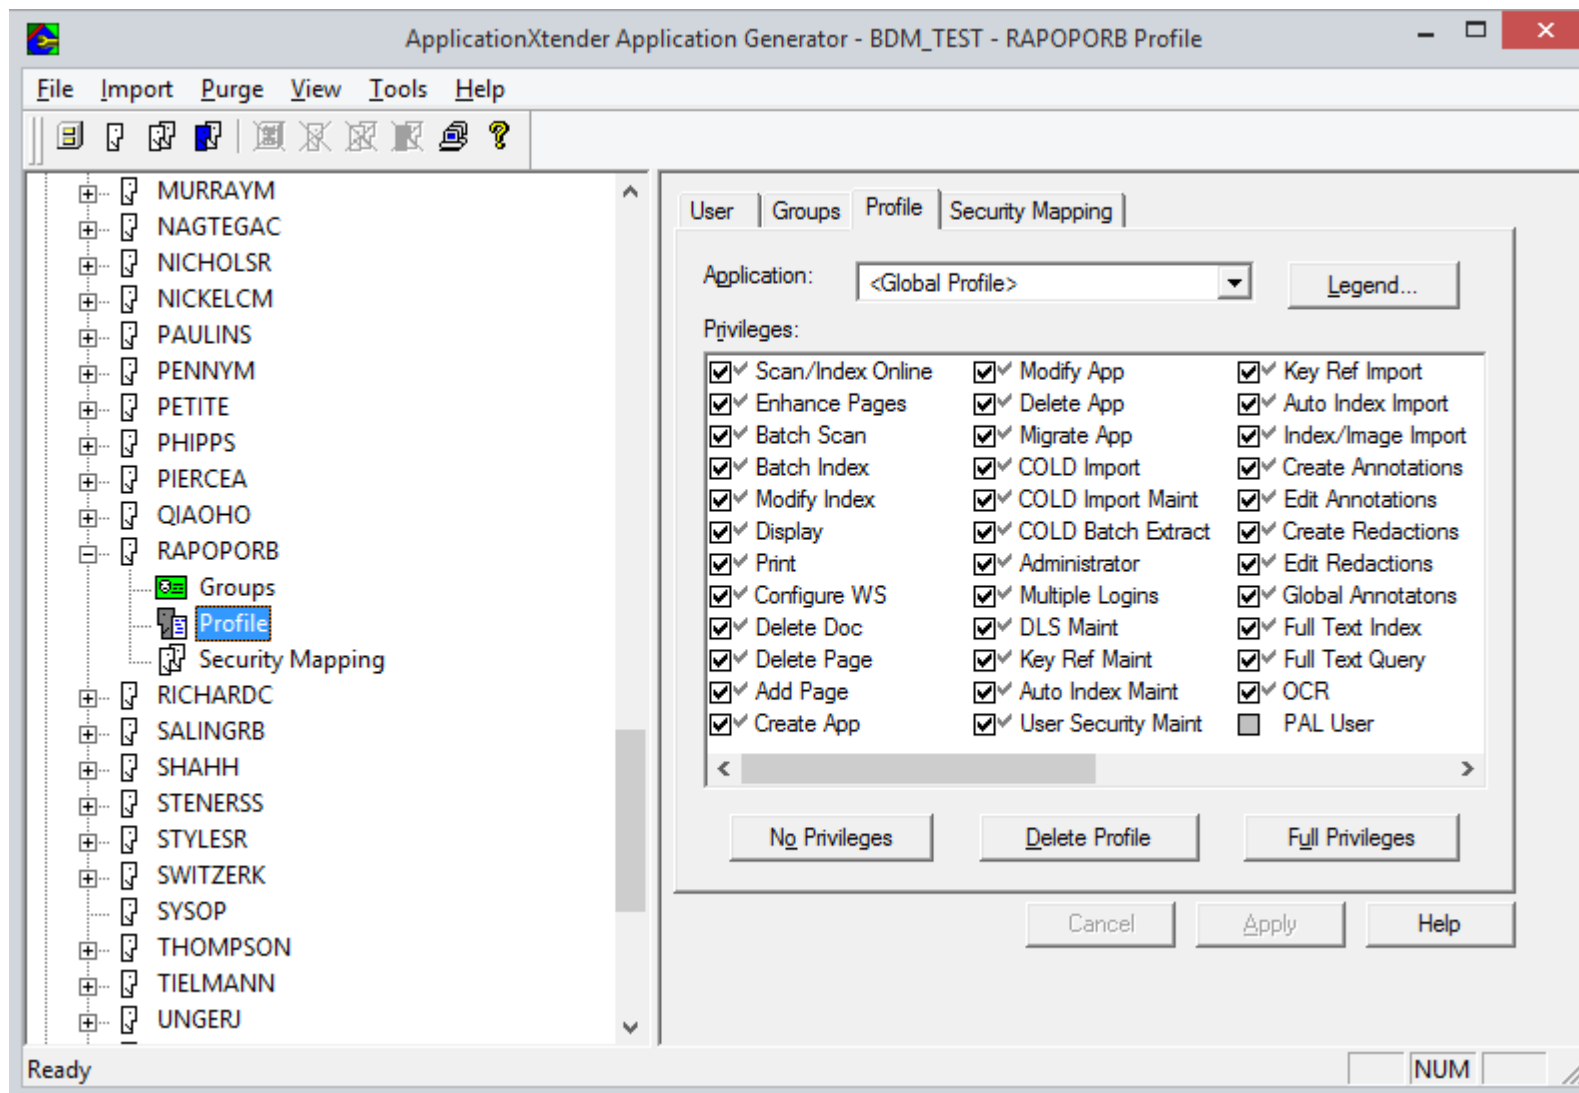 ApplicationXtender Application Generator - BDM_TEST - RAPOPORB Profile
File Import Purge View Tools Help
MURRAYM
NAGTEGAC
NICHOLSR
NICKELCM
PAULINS
PENNYM
PETITE
PHIPPS
PIERCEA
QIAOHO
RAPOPORB
Groups
Profile
Security Mapping
RICHARDC
SALINGRB
SHAHH
STENERSS
STYLESR
SWITZERK
SYSOP
THOMPSON
TIELMANN
UNGERJ
User Groups Profile Security Mapping
Application: <Global Profile> Legend...
Privileges:
Scan/Index Online Modify App Key Ref Import
Enhance Pages Delete App Auto Index Import
Batch Scan Migrate App Index/Image Import
Batch Index COLD Import Create Annotations
Modify Index COLD Import Maint Edit Annotations
Display COLD Batch Extract Create Redactions
Print Administrator Edit Redactions
Configure WS Multiple Logins Global Annotatons
Delete Doc DLS Maint Full Text Index
Delete Page Key Ref Maint Full Text Query
Add Page Auto Index Maint OCR
Create App User Security Maint PAL User
No Privileges Delete Profile Full Privileges
Cancel Apply Help
Ready NUM